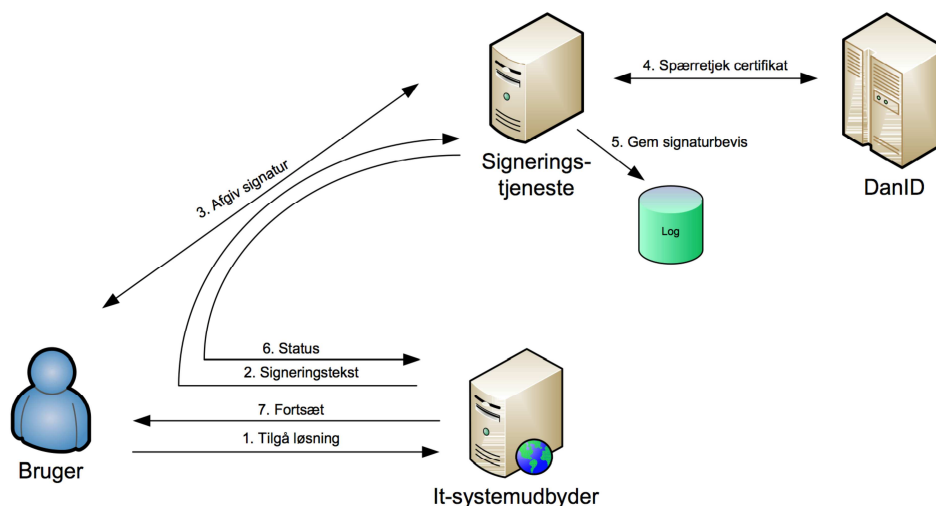 4. Spærretjek certifikat
5. Gem signaturbevis
Signerings-
tjeneste
DanID
3. Afgiv signatur
Log
6. Status
2. Signeringstekst
7. Fortsæt
1. Tilgå løsning
Bruger
It-systemudbyder